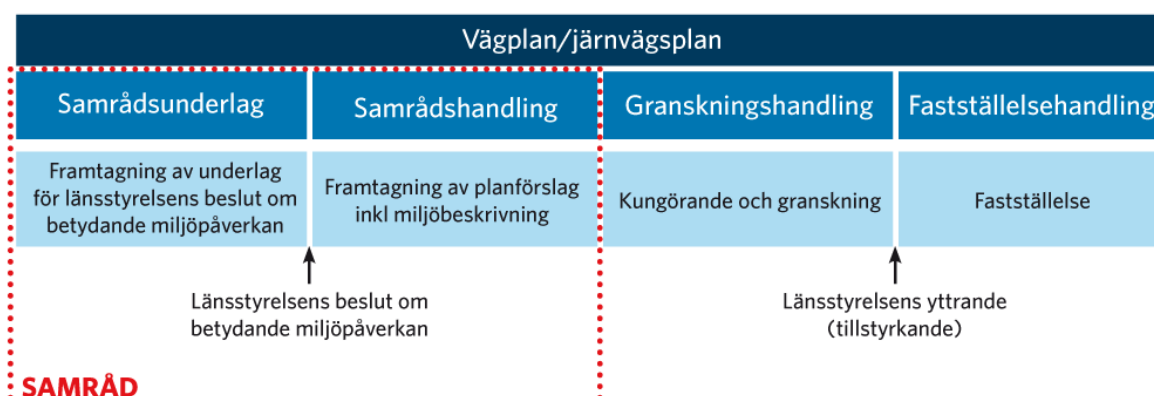 Vägplan/järnvägsplan
Samrådsunderlag
Samrådshandling
Granskningshandling
Fastställelsehandling
Framtagning av underlag
för länsstyrelsens beslut om
betydande miljöpåverkan
Framtagning av planförslag
inkl miljöbeskrivning
Kungörande och granskning
Fastställelse
Länsstyrelsens beslut om
betydande miljöpåverkan
Länsstyrelsens yttrande
(tillstyrkande)
SAMRÅD